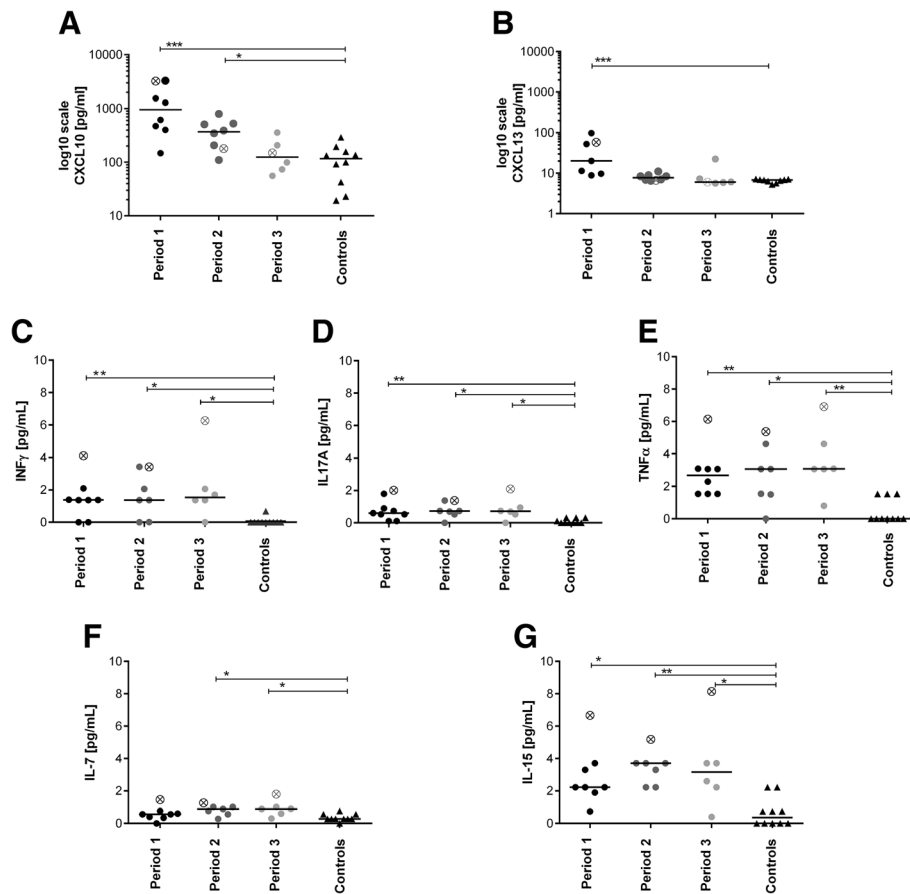 A
log10 scale
CXCL10 [pg/ml]
10000
1000
100
10
***
*
Period 1
Period 2
Period 3
Controls
B
log10 scale
CXCL13 [pg/ml]
10000
1000
100
10
1
***
Period 1
Period 2
Period 3
Controls
C
INFγ [pg/mL]
10
8
6
4
2
0
**
*
*
Period 1
Period 2
Period 3
Controls
D
IL17A [pg/mL]
10
8
6
4
2
0
**
*
*
Period 1
Period 2
Period 3
Controls
E
TNFα [pg/mL]
10
8
6
4
2
0
**
*
**
Period 1
Period 2
Period 3
Controls
F
IL-7 [pg/mL]
10
8
6
4
2
0
*
*
Period 1
Period 2
Period 3
Controls
G
IL-15 [pg/mL]
10
8
6
4
2
0
*
**
*
Period 1
Period 2
Period 3
Controls